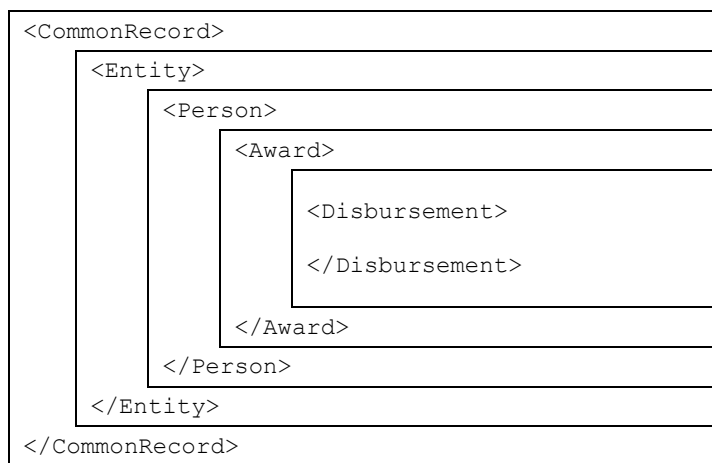 <CommonRecord>
<Entity>
<Person>
<Award>
<Disbursement>
</Disbursement>
</Award>
</Person>
</Entity>
</CommonRecord>